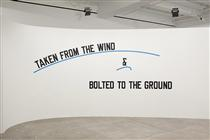 TAKEN FROM THE WIND
&
BOLTED TO THE GROUND